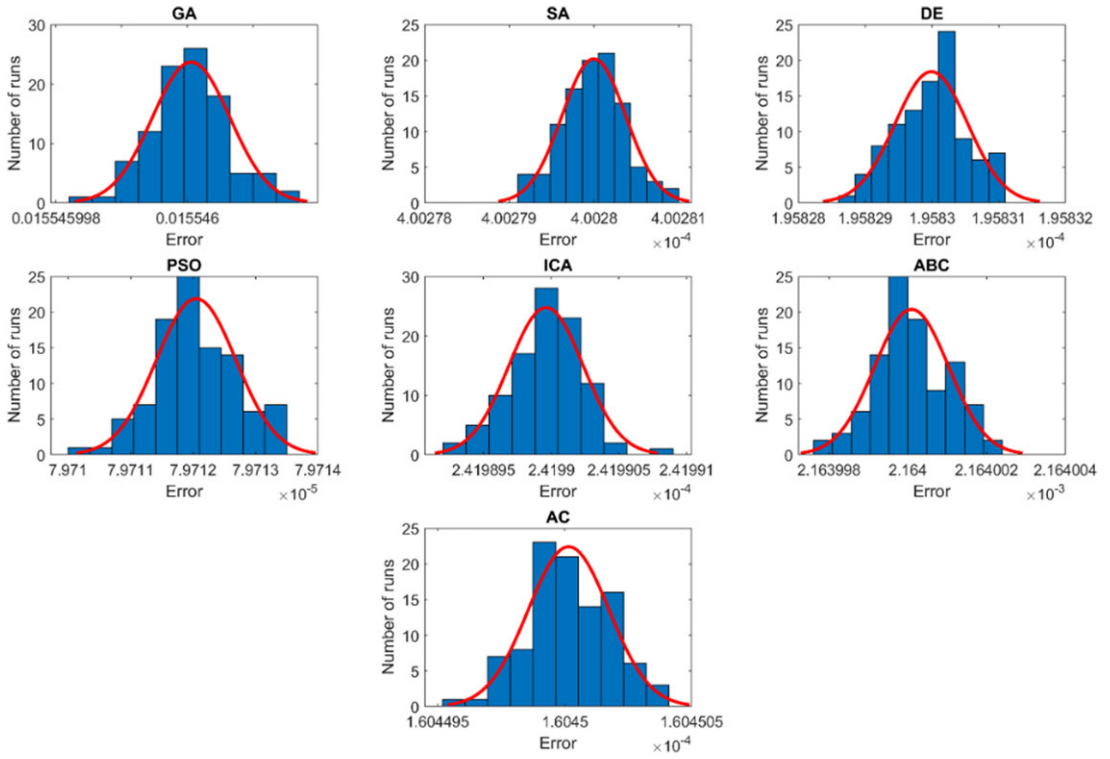 GA
30
20
10
0
Number of runs
0.015545998 0.015546
Error
SA
25
20
15
10
5
0
Number of runs
4.00278 4.00279 4.0028 4.00281
Error ×10-4
DE
25
20
15
10
5
0
Number of runs
1.95828 1.95829 1.9583 1.95831 1.95832
Error ×10-4
PSO
25
20
15
10
5
0
Number of runs
7.971 7.9711 7.9712 7.9713 7.9714
Error ×10-5
ICA
30
20
10
0
Number of runs
2.419895 2.4199 2.419905 2.41991
Error ×10-4
ABC
25
20
15
10
5
0
Number of runs
2.163998 2.164 2.164002 2.164004
Error ×10-3
AC
25
20
15
10
5
0
Number of runs
1.604495 1.6045 1.604505
Error ×10-4